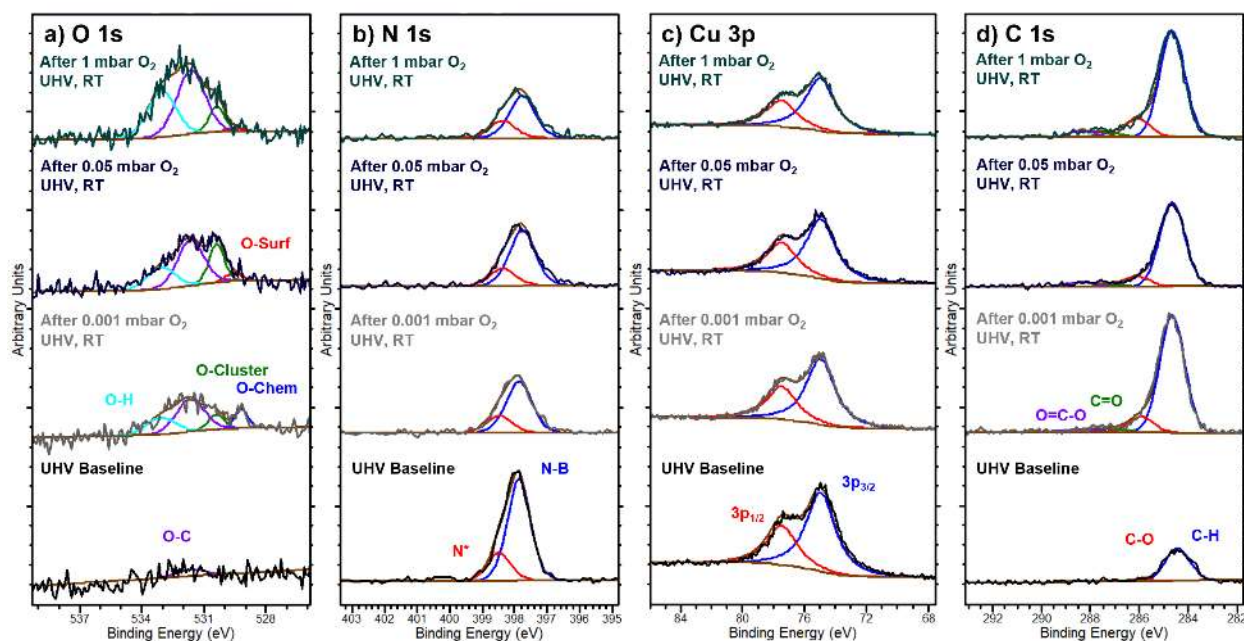 a) O 1s
After 1 mbar O₂
UHV, RT
After 0.05 mbar O₂
UHV, RT
O-Surf
After 0.001 mbar O₂
UHV, RT
O-Cluster
O-Chem
O-H
UHV Baseline
O-C
Arbitrary Units
537
534
531
528
Binding Energy (eV)
b) N 1s
After 1 mbar O₂
UHV, RT
After 0.05 mbar O₂
UHV, RT
After 0.001 mbar O₂
UHV, RT
UHV Baseline
N-B
N*
Arbitrary Units
403
402
401
400
399
398
397
396
395
Binding Energy (eV)
c) Cu 3p
After 1 mbar O₂
UHV, RT
After 0.05 mbar O₂
UHV, RT
After 0.001 mbar O₂
UHV, RT
UHV Baseline
3p3/2
3p1/2
Arbitrary Units
84
80
76
72
68
Binding Energy (eV)
d) C 1s
After 1 mbar O₂
UHV, RT
After 0.05 mbar O₂
UHV, RT
After 0.001 mbar O₂
UHV, RT
C=O
O=C-O
UHV Baseline
C-O
C-H
Arbitrary Units
292
290
288
286
284
282
Binding Energy (eV)